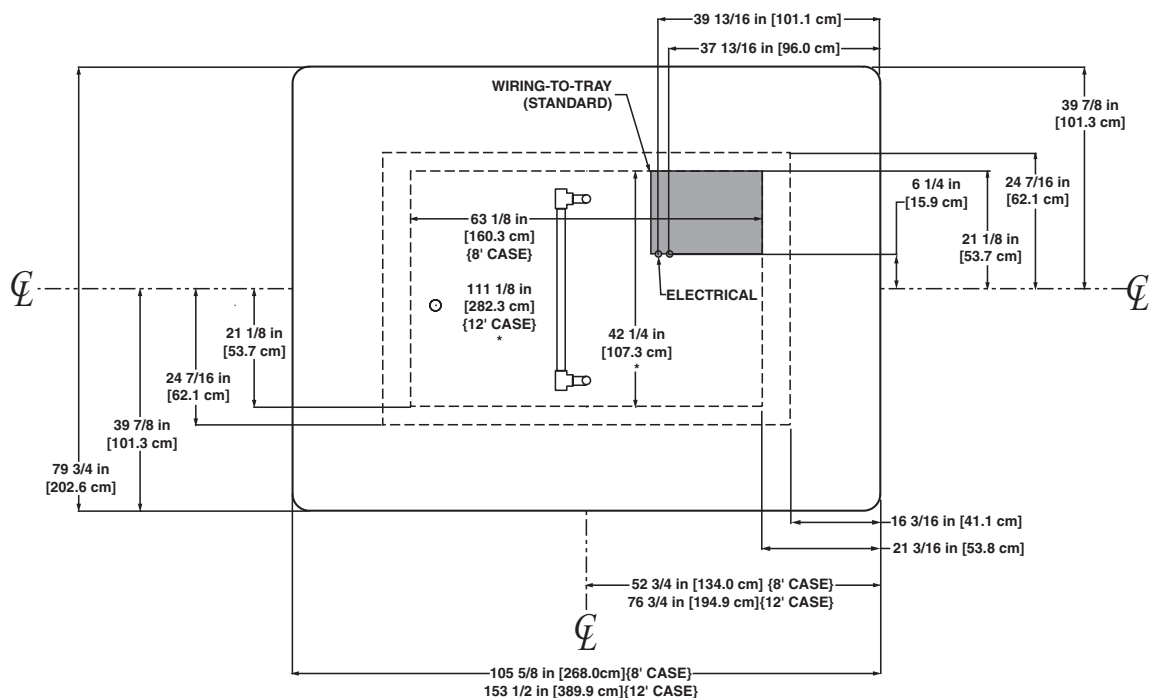 39 13/16 in [101.1 cm]
37 13/16 in [96.0 cm]
WIRING-TO-TRAY
(STANDARD)
39 7/8 in
[101.3 cm]
24 7/16 in
[62.1 cm]
6 1/4 in
[15.9 cm]
21 1/8 in
[53.7 cm]
63 1/8 in
[160.3 cm]
{8' CASE}
111 1/8 in
[282.3 cm]
{12' CASE}
*
ELECTRICAL
42 1/4 in
[107.3 cm]
*
CL
CL
21 1/8 in
[53.7 cm]
24 7/16 in
[62.1 cm]
39 7/8 in
[101.3 cm]
79 3/4 in
[202.6 cm]
16 3/16 in [41.1 cm]
21 3/16 in [53.8 cm]
52 3/4 in [134.0 cm] {8' CASE}
76 3/4 in [194.9 cm]{12' CASE}
CL
105 5/8 in [268.0cm]{8' CASE}
153 1/2 in [389.9 cm]{12' CASE}